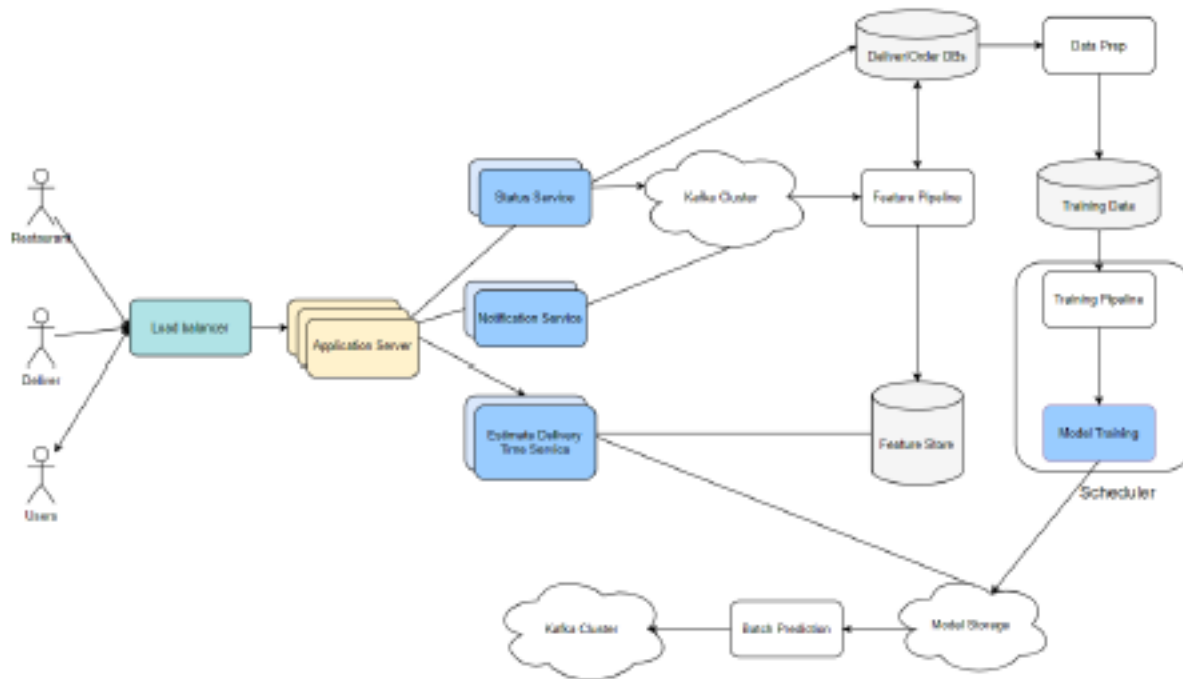 Deliver/Order DBs
Data Prep
Restaurant
Status Service
Kafka Cluster
Feature Pipeline
Training Data
Deliver
Load balancer
Application Server
Notification Service
Training Pipeline
Users
Estimate Delivery
Time Service
Feature Store
Model Training
Scheduler
Kafka Cluster
Batch Prediction
Model Storage